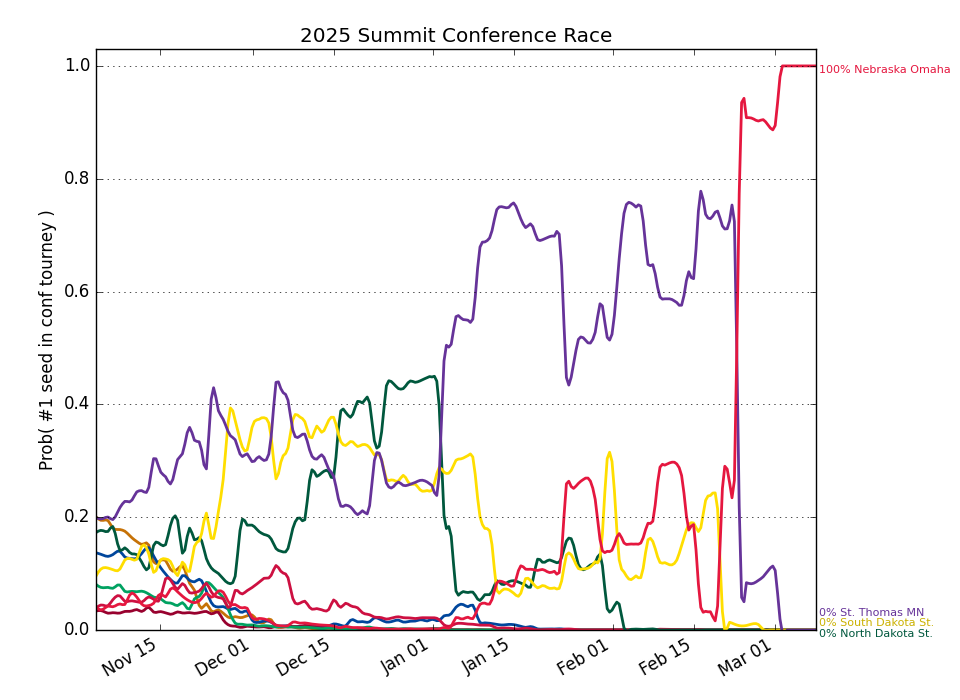 2025 Summit Conference Race
Prob( #1 seed in conf tourney )
1.0
0.8
0.6
0.4
0.2
0.0
Nov 15
Dec 01
Dec 15
Jan 01
Jan 15
Feb 01
Feb 15
Mar 01
100% Nebraska Omaha
0% St. Thomas MN
0% South Dakota St.
0% North Dakota St.